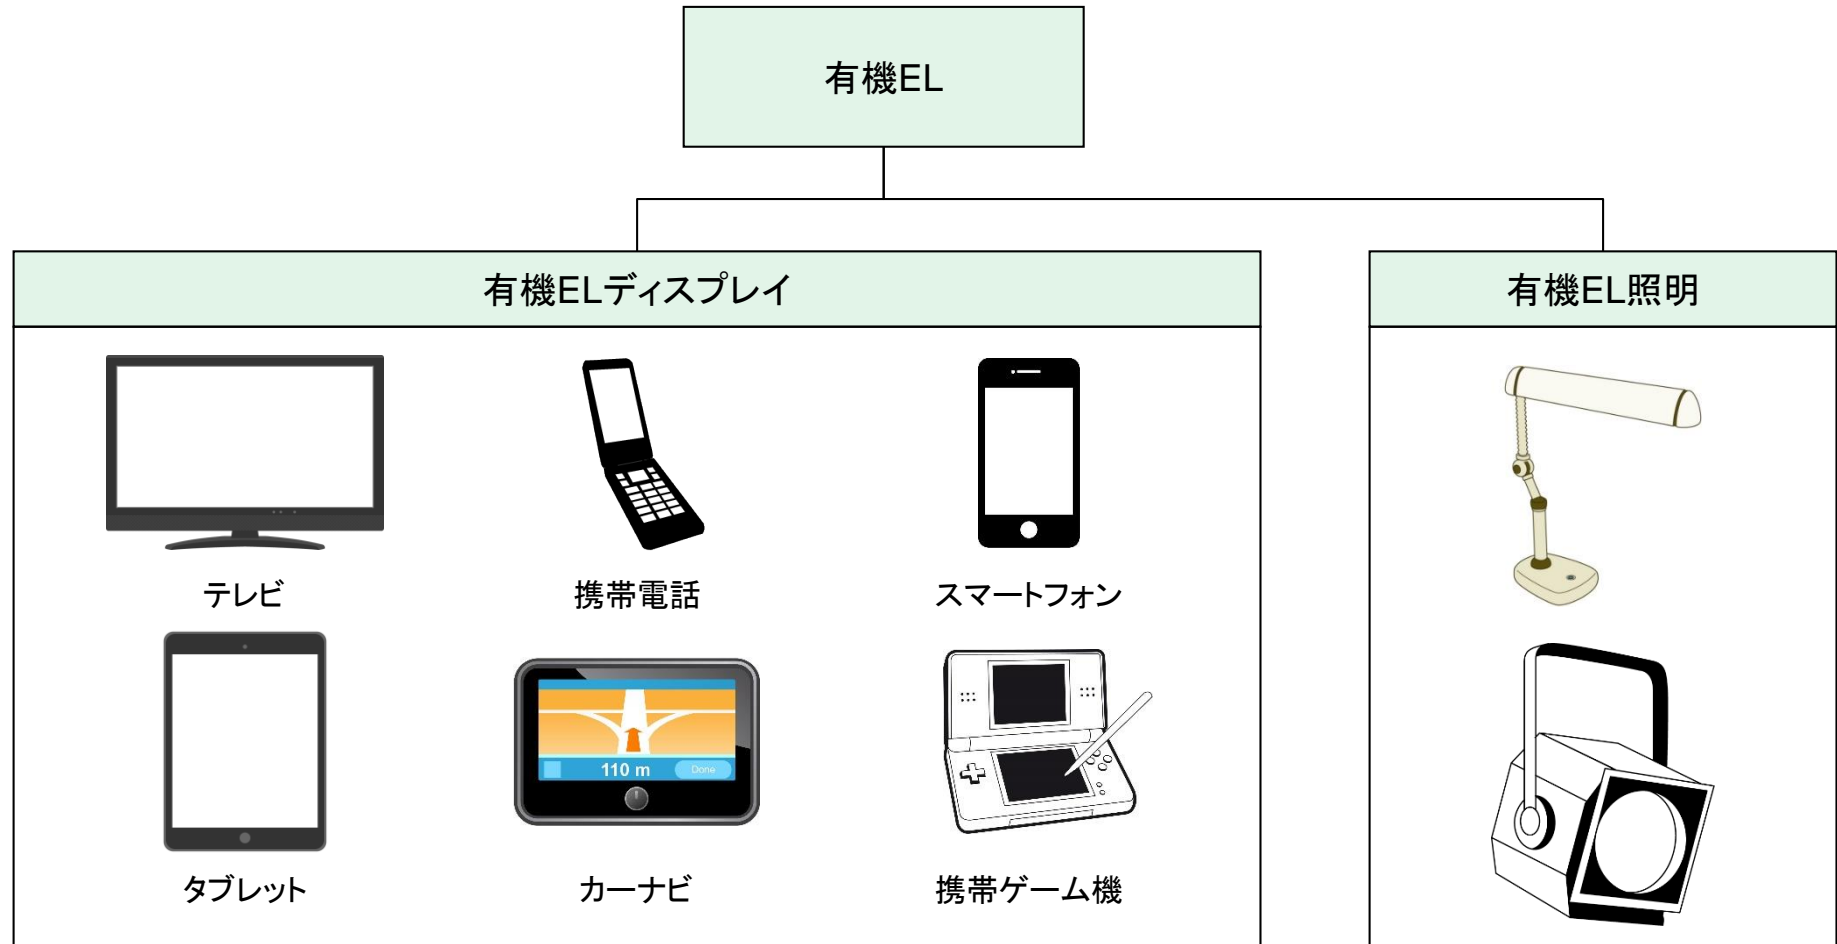 有機EL
有機ELディスプレイ
有機EL照明
テレビ
携帯電話
スマートフォン
110 m
Done
タブレット
カーナビ
携帯ゲーム機